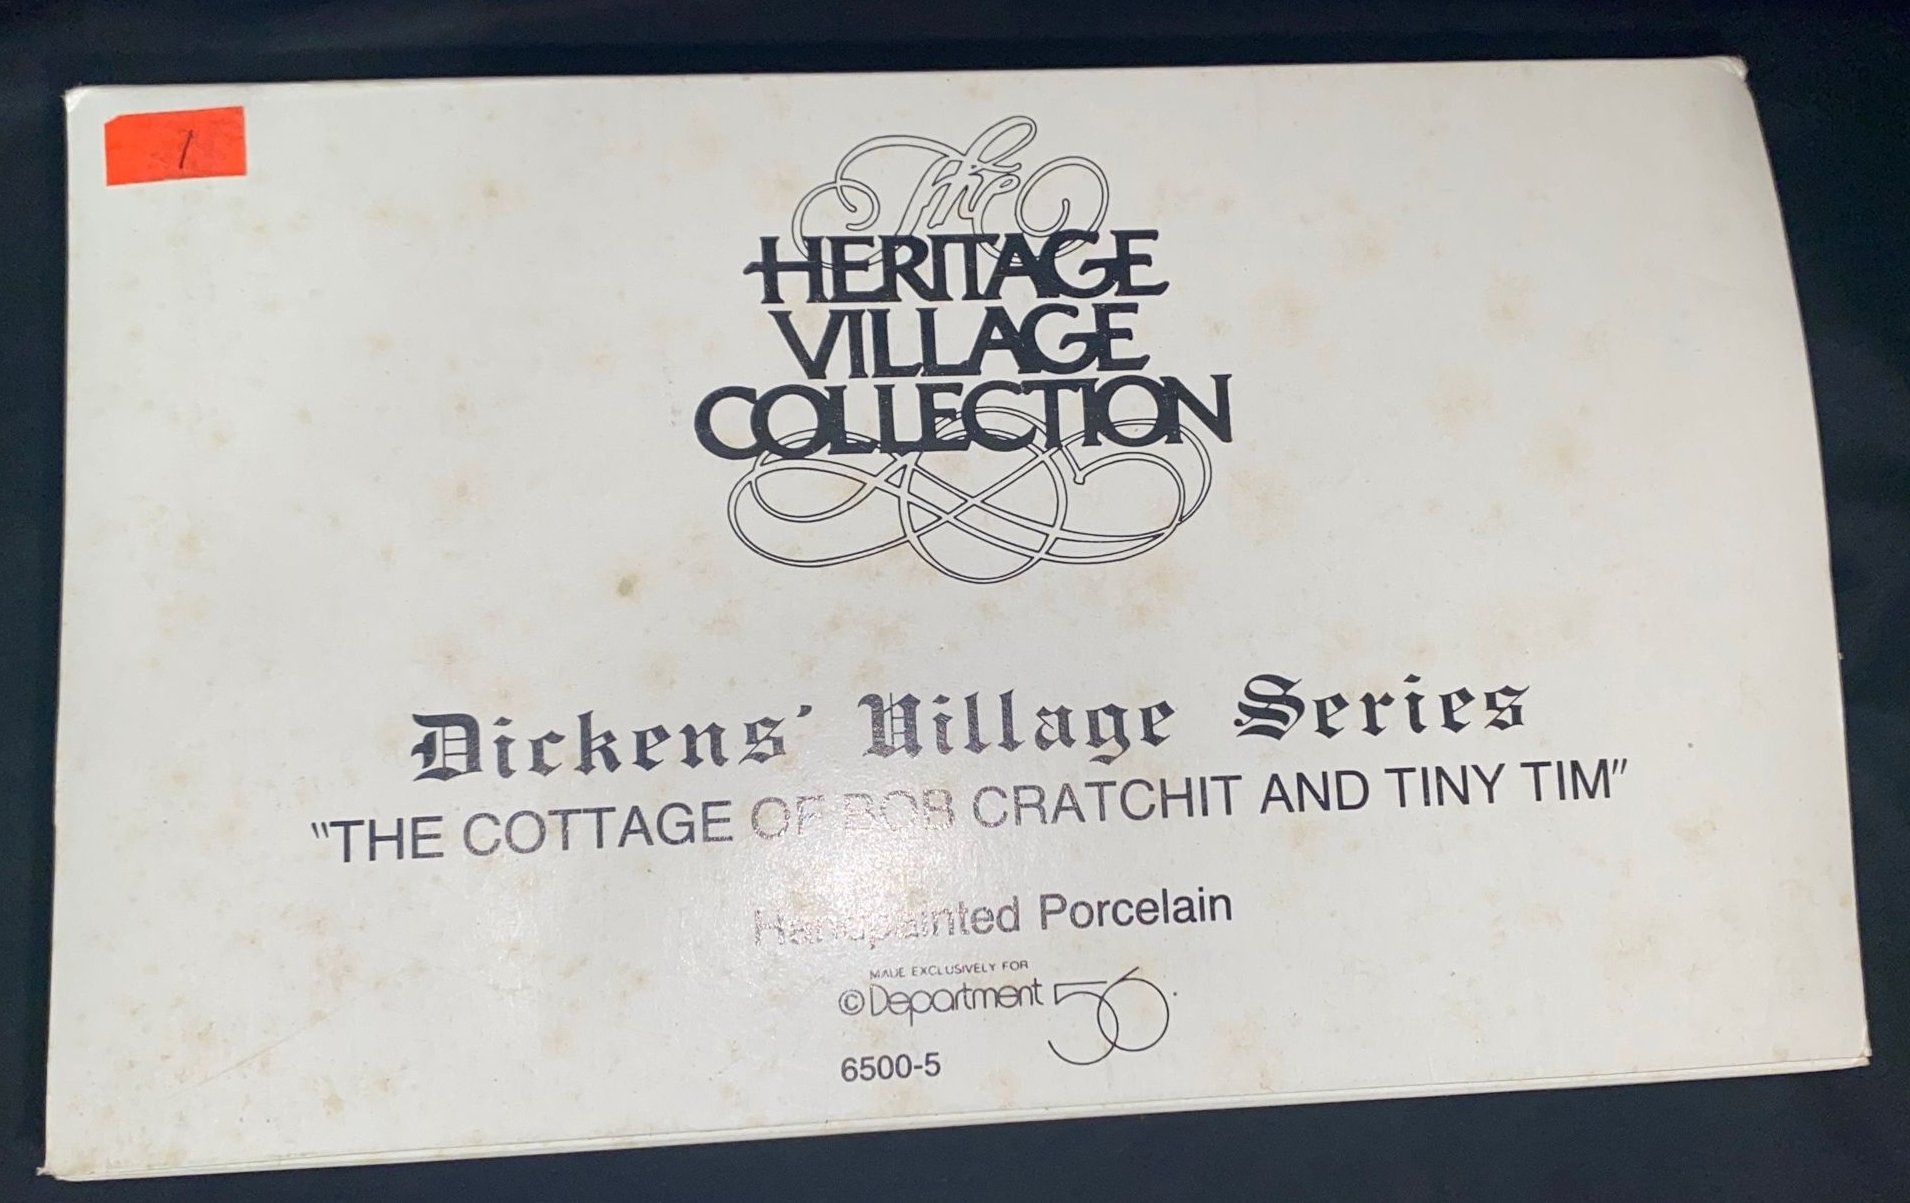 1
The
HERITAGE
VILLAGE
COLLECTION
Dickens' Village Series
"THE COTTAGE OF BOB CRATCHIT AND TINY TIM"
Handpainted Porcelain
MADE EXCLUSIVELY FOR
©Department 56.
6500-5